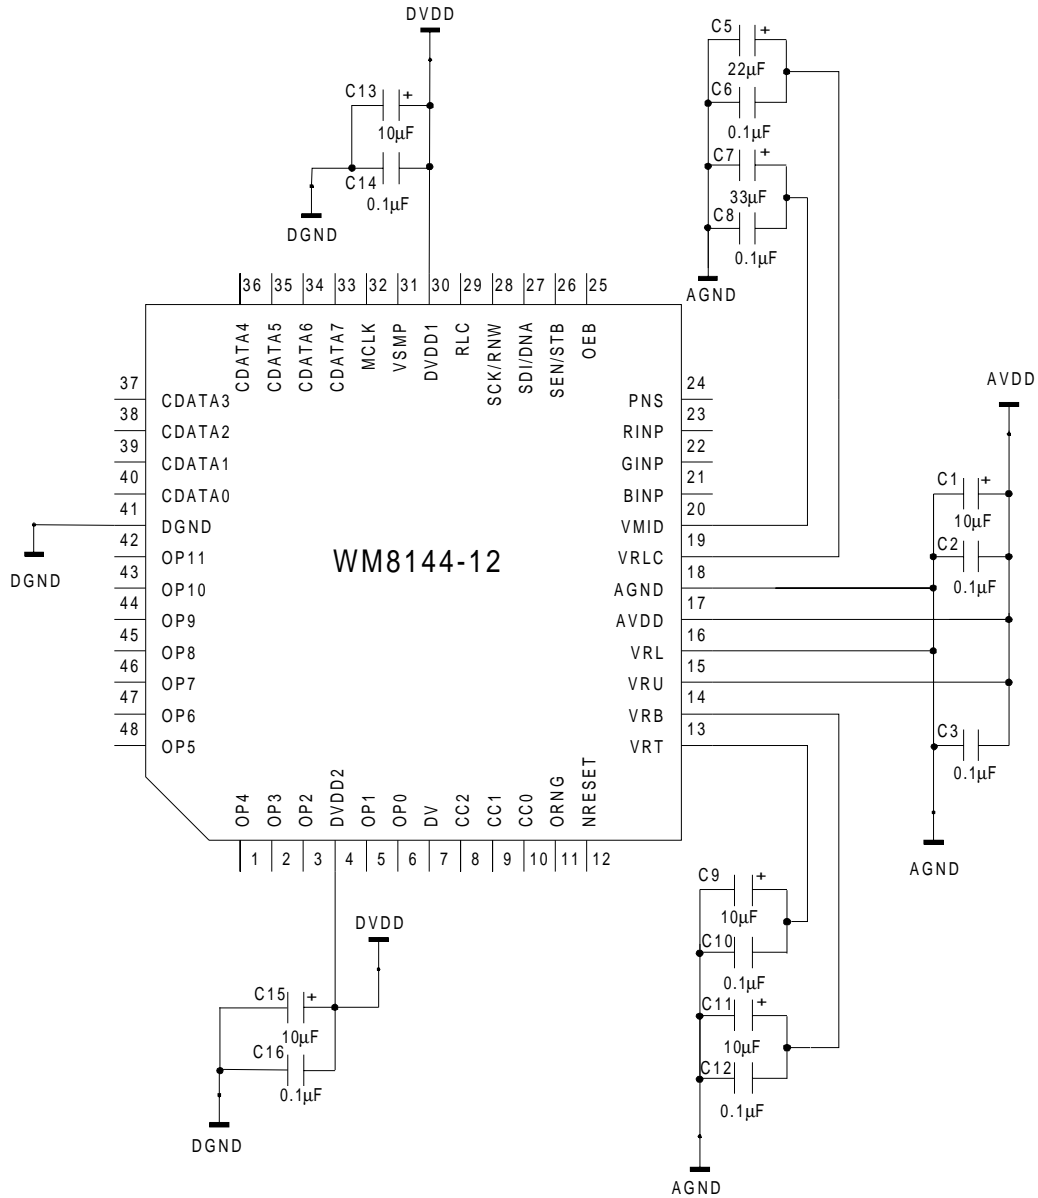 DVDD
C13
+
10µF
C14
0.1µF
DGND
C5
+
22µF
C6
0.1µF
C7
+
33µF
C8
0.1µF
AGND
36 35 34 33 32 31 30 29 28 27 26 25
CDATA4
CDATA5
CDATA6
CDATA7
MCLK
VSMP
DVDD1
RLC
SCK/RNW
SDI/DNA
SEN/STB
OEB
37
CDATA3
38
CDATA2
39
CDATA1
40
CDATA0
41
DGND
42
OP11
43
OP10
44
OP9
45
OP8
46
OP7
47
OP6
48
OP5
DGND
WM8144-12
24
PNS
23
RINP
22
GINP
21
BINP
20
VMID
19
VRLC
18
AGND
17
AVDD
16
VRL
15
VRU
14
VRB
13
VRT
AVDD
C1
+
10µF
C2
0.1µF
C3
0.1µF
AGND
OP4
OP3
OP2
DVDD2
OP1
OP0
DV
CC2
CC1
CC0
ORNG
NRESET
1 2 3 4 5 6 7 8 9 10 11 12
DVDD
C15
+
10µF
C16
0.1µF
DGND
C9
+
10µF
C10
0.1µF
C11
+
10µF
C12
0.1µF
AGND